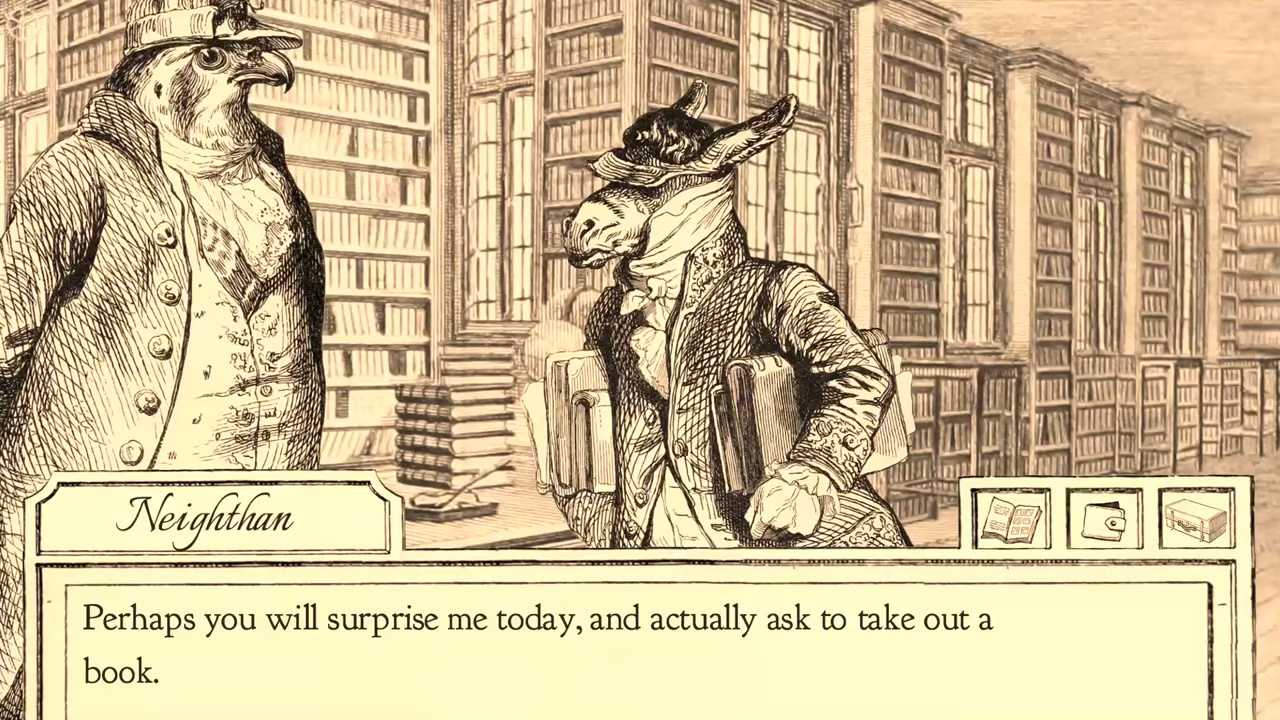 Neighthan
Perhaps you will surprise me today, and actually ask to take out a
book.